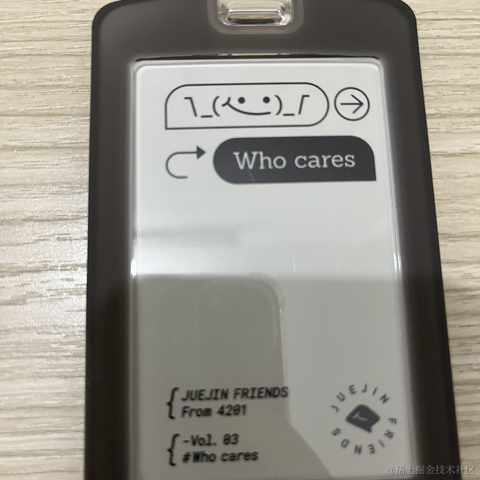 ¯\_(ツ)_/¯
Who cares
JUEJIN FRIENDS
From 4201
-Vol. 03
#Who cares
JUEJIN FRIENDS
@稀土掘金技术社区